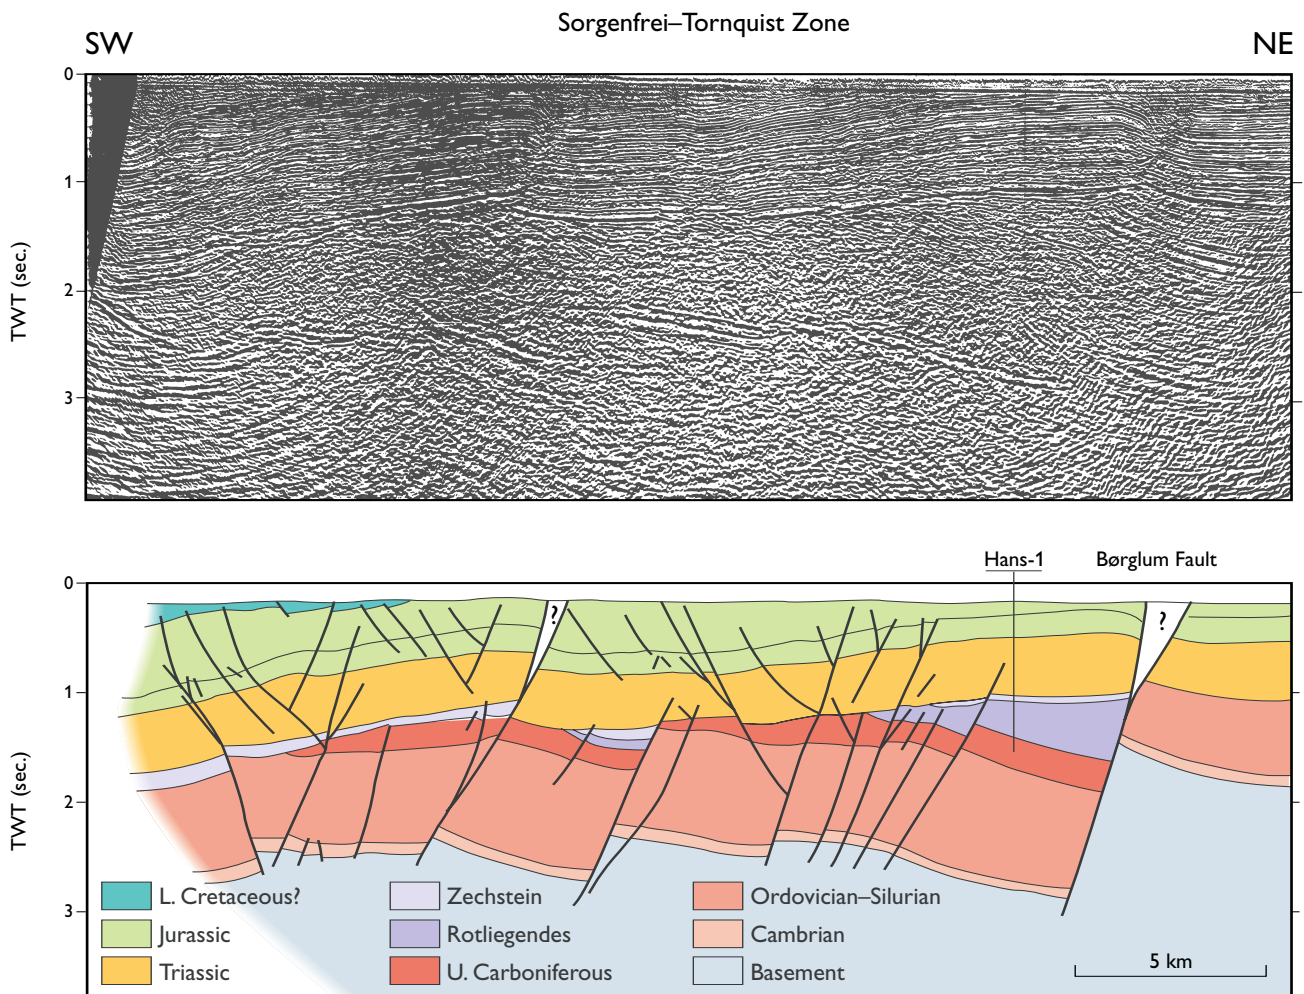 Sorgenfrei–Tornquist Zone
SW
NE
0
1
2
3
TWT (sec.)
Hans-1
Børglum Fault
0
1
2
3
TWT (sec.)
?
?
L. Cretaceous?
Zechstein
Ordovician–Silurian
Jurassic
Rotliegendes
Cambrian
Triassic
U. Carboniferous
Basement
5 km